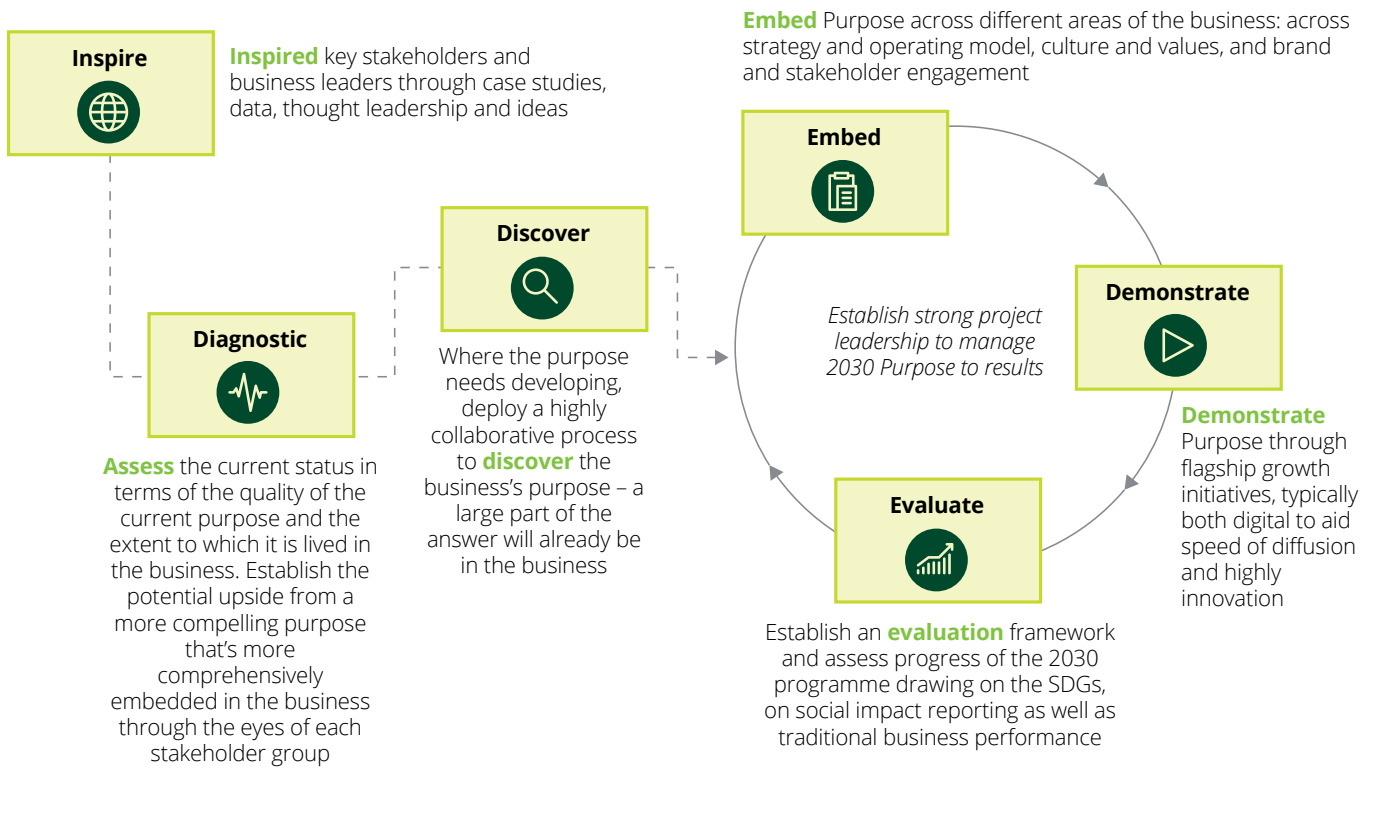 Inspire
Inspired key stakeholders and
business leaders through case studies,
data, thought leadership and ideas
Diagnostic
Assess the current status in
terms of the quality of the
current purpose and the
extent to which it is lived in
the business. Establish the
potential upside from a
more compelling purpose
that’s more
comprehensively
embedded in the business
through the eyes of each
stakeholder group
Discover
Where the purpose
needs developing,
deploy a highly
collaborative process
to discover the
business’s purpose – a
large part of the
answer will already be
in the business
Embed Purpose across different areas of the business: across
strategy and operating model, culture and values, and brand
and stakeholder engagement
Embed
Establish strong project
leadership to manage
2030 Purpose to results
Demonstrate
Demonstrate
Purpose through
flagship growth
initiatives, typically
both digital to aid
speed of diffusion
and highly
innovation
Evaluate
Establish an evaluation framework
and assess progress of the 2030
programme drawing on the SDGs,
on social impact reporting as well as
traditional business performance